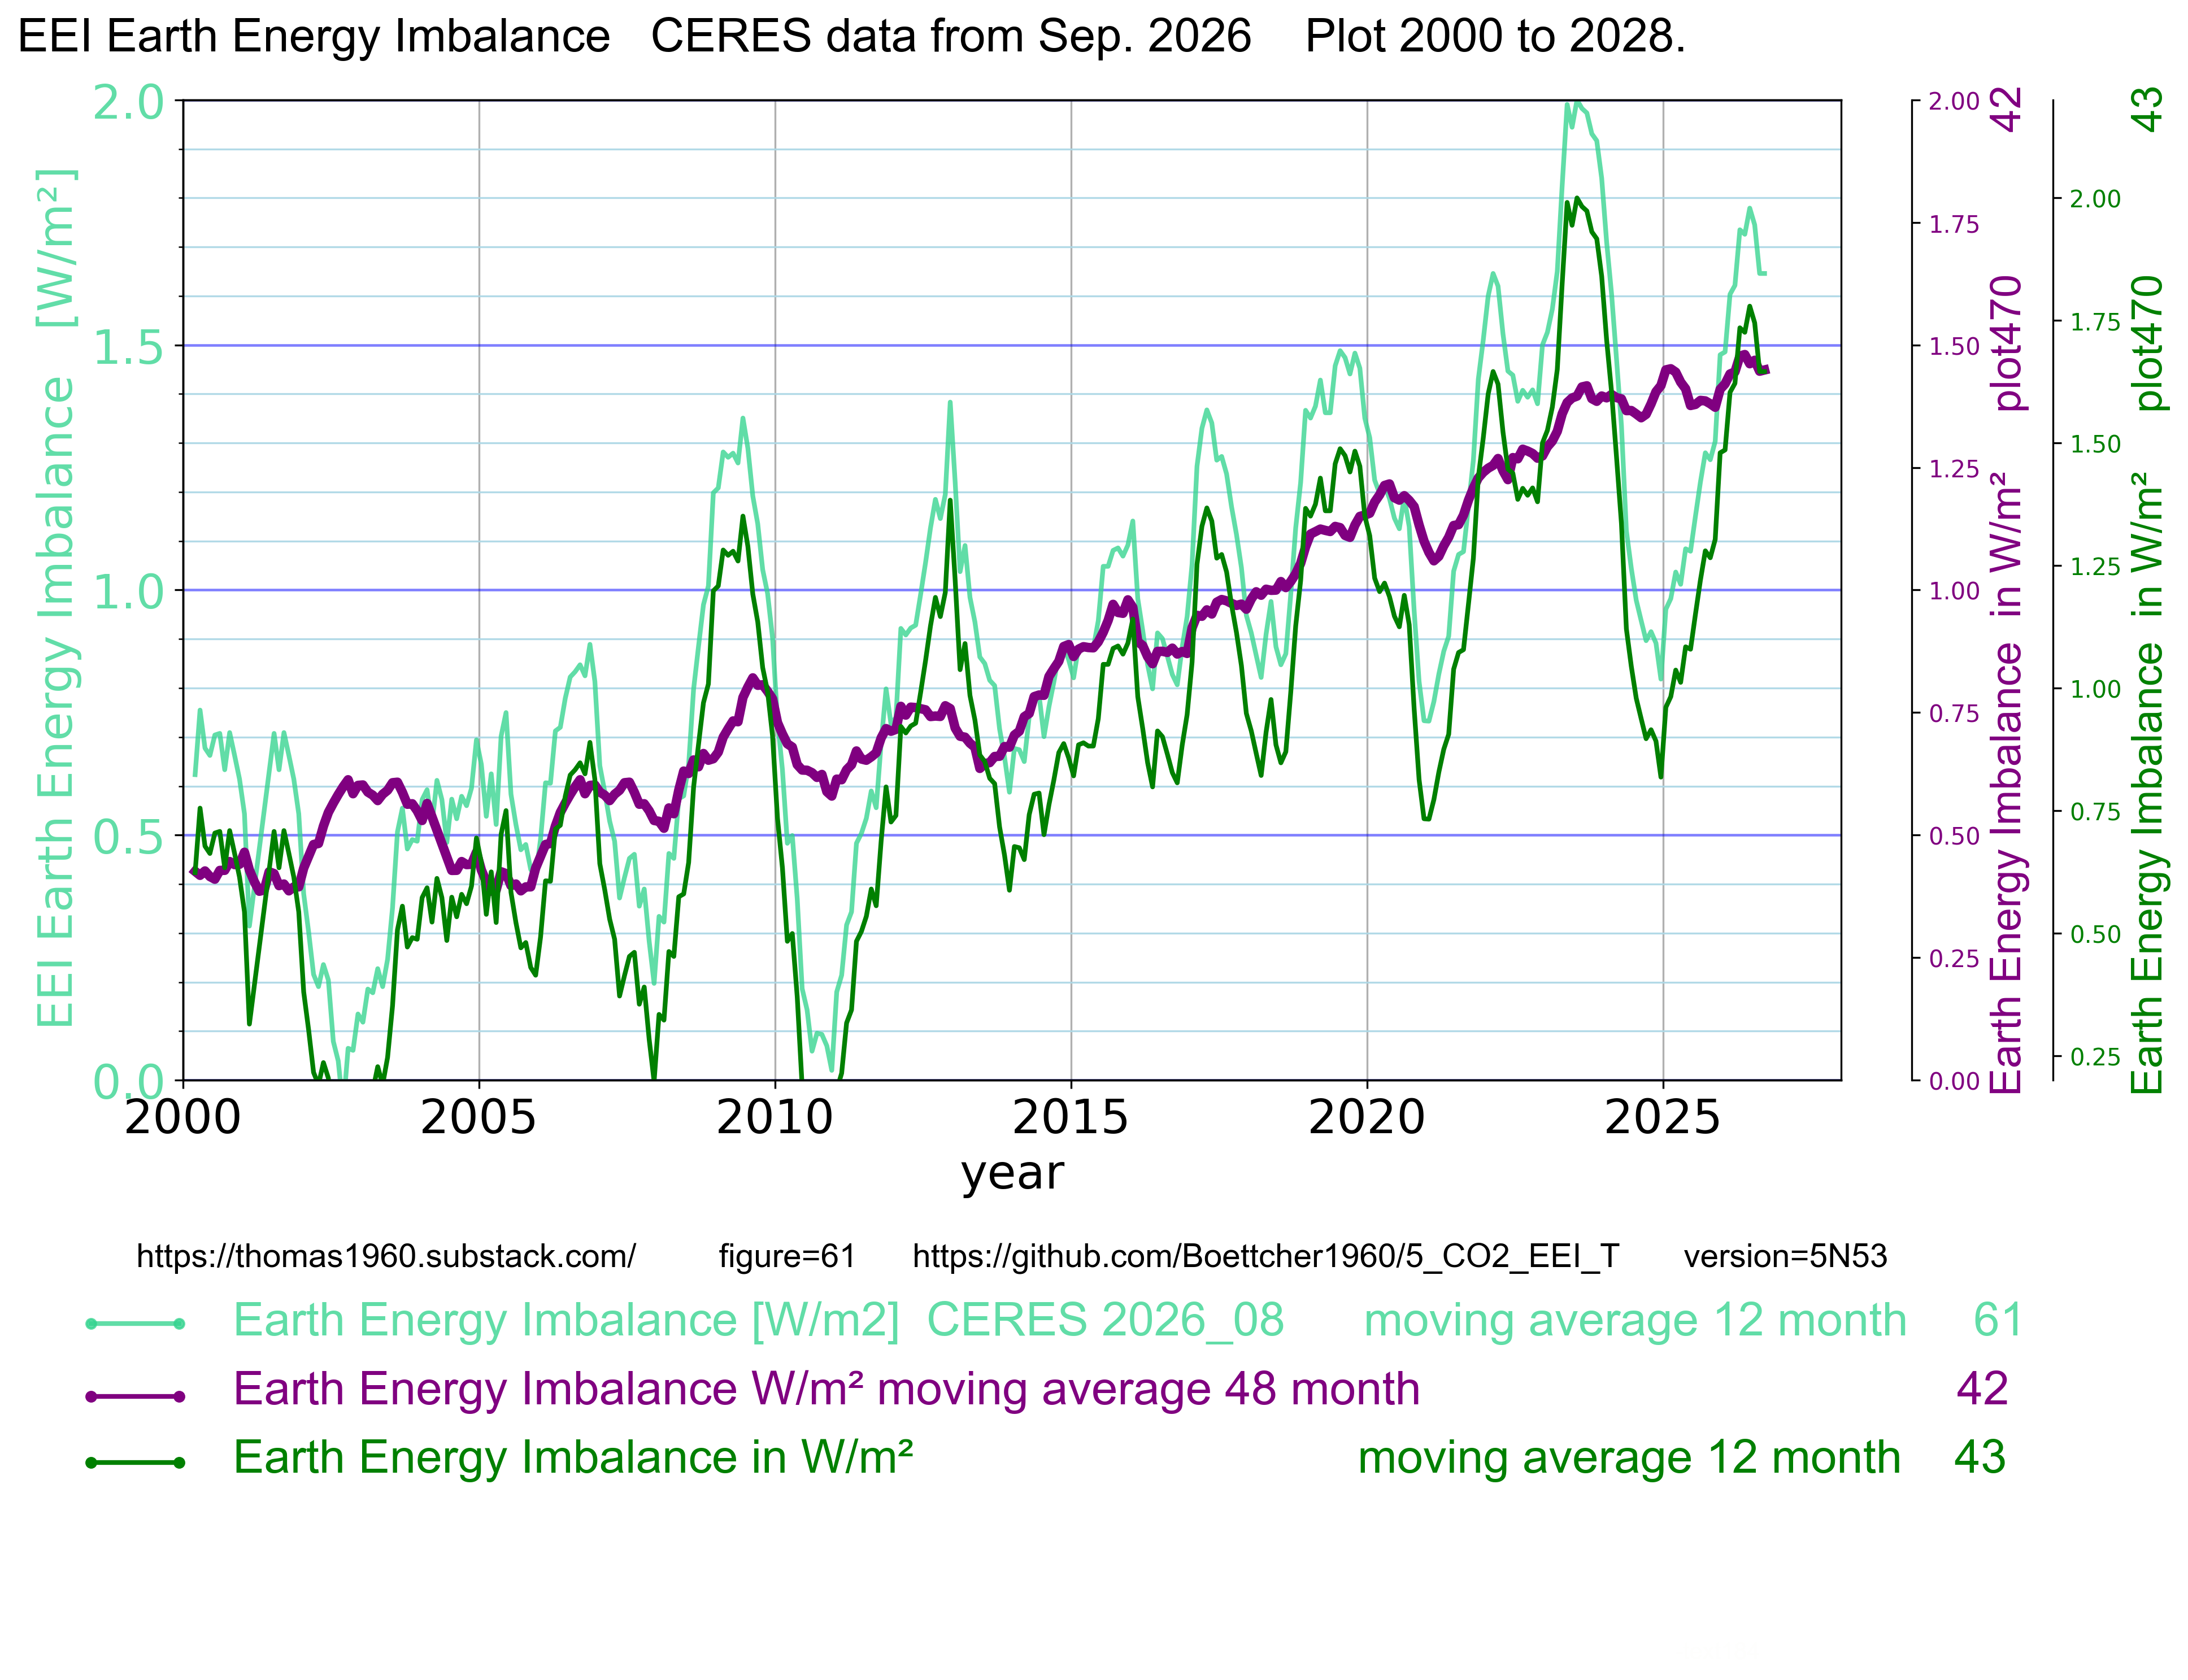 EEI Earth Energy Imbalance   CERES data from Sep. 2026    Plot 2000 to 2028.
EEI Earth Energy Imbalance   [W/m²]
2.0
1.5
1.0
0.5
0.0
2000 2005 2010 2015 2020 2025
year
2.00
1.75
1.50
1.25
1.00
0.75
0.50
0.25
0.00
Earth Energy Imbalance  in W/m²     plot470     42
2.00
1.75
1.50
1.25
1.00
0.75
0.50
0.25
Earth Energy Imbalance  in W/m²     plot470     43
https://thomas1960.substack.com/     figure=61     https://github.com/Boettcher1960/5_CO2_EEI_T     version=5N53
Earth Energy Imbalance [W/m2]  CERES 2026_08     moving average 12 month     61
Earth Energy Imbalance W/m² moving average 48 month     42
Earth Energy Imbalance in W/m²     moving average 12 month     43